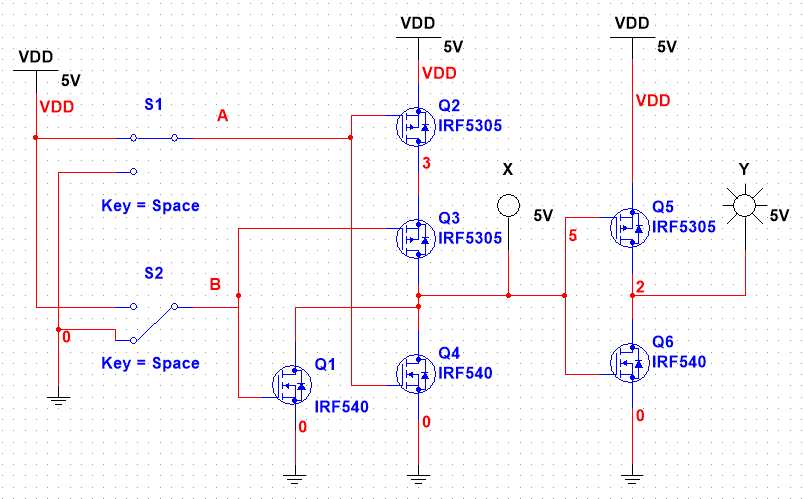 VDD
5V
VDD
S1
A
Key = Space
S2
B
0
Key = Space
VDD
5V
VDD
Q2
IRF5305
3
Q3
IRF5305
Q1
IRF540
0
Q4
IRF540
0
X
5V
VDD
5V
VDD
5
Q5
IRF5305
2
Q6
IRF540
0
Y
5V